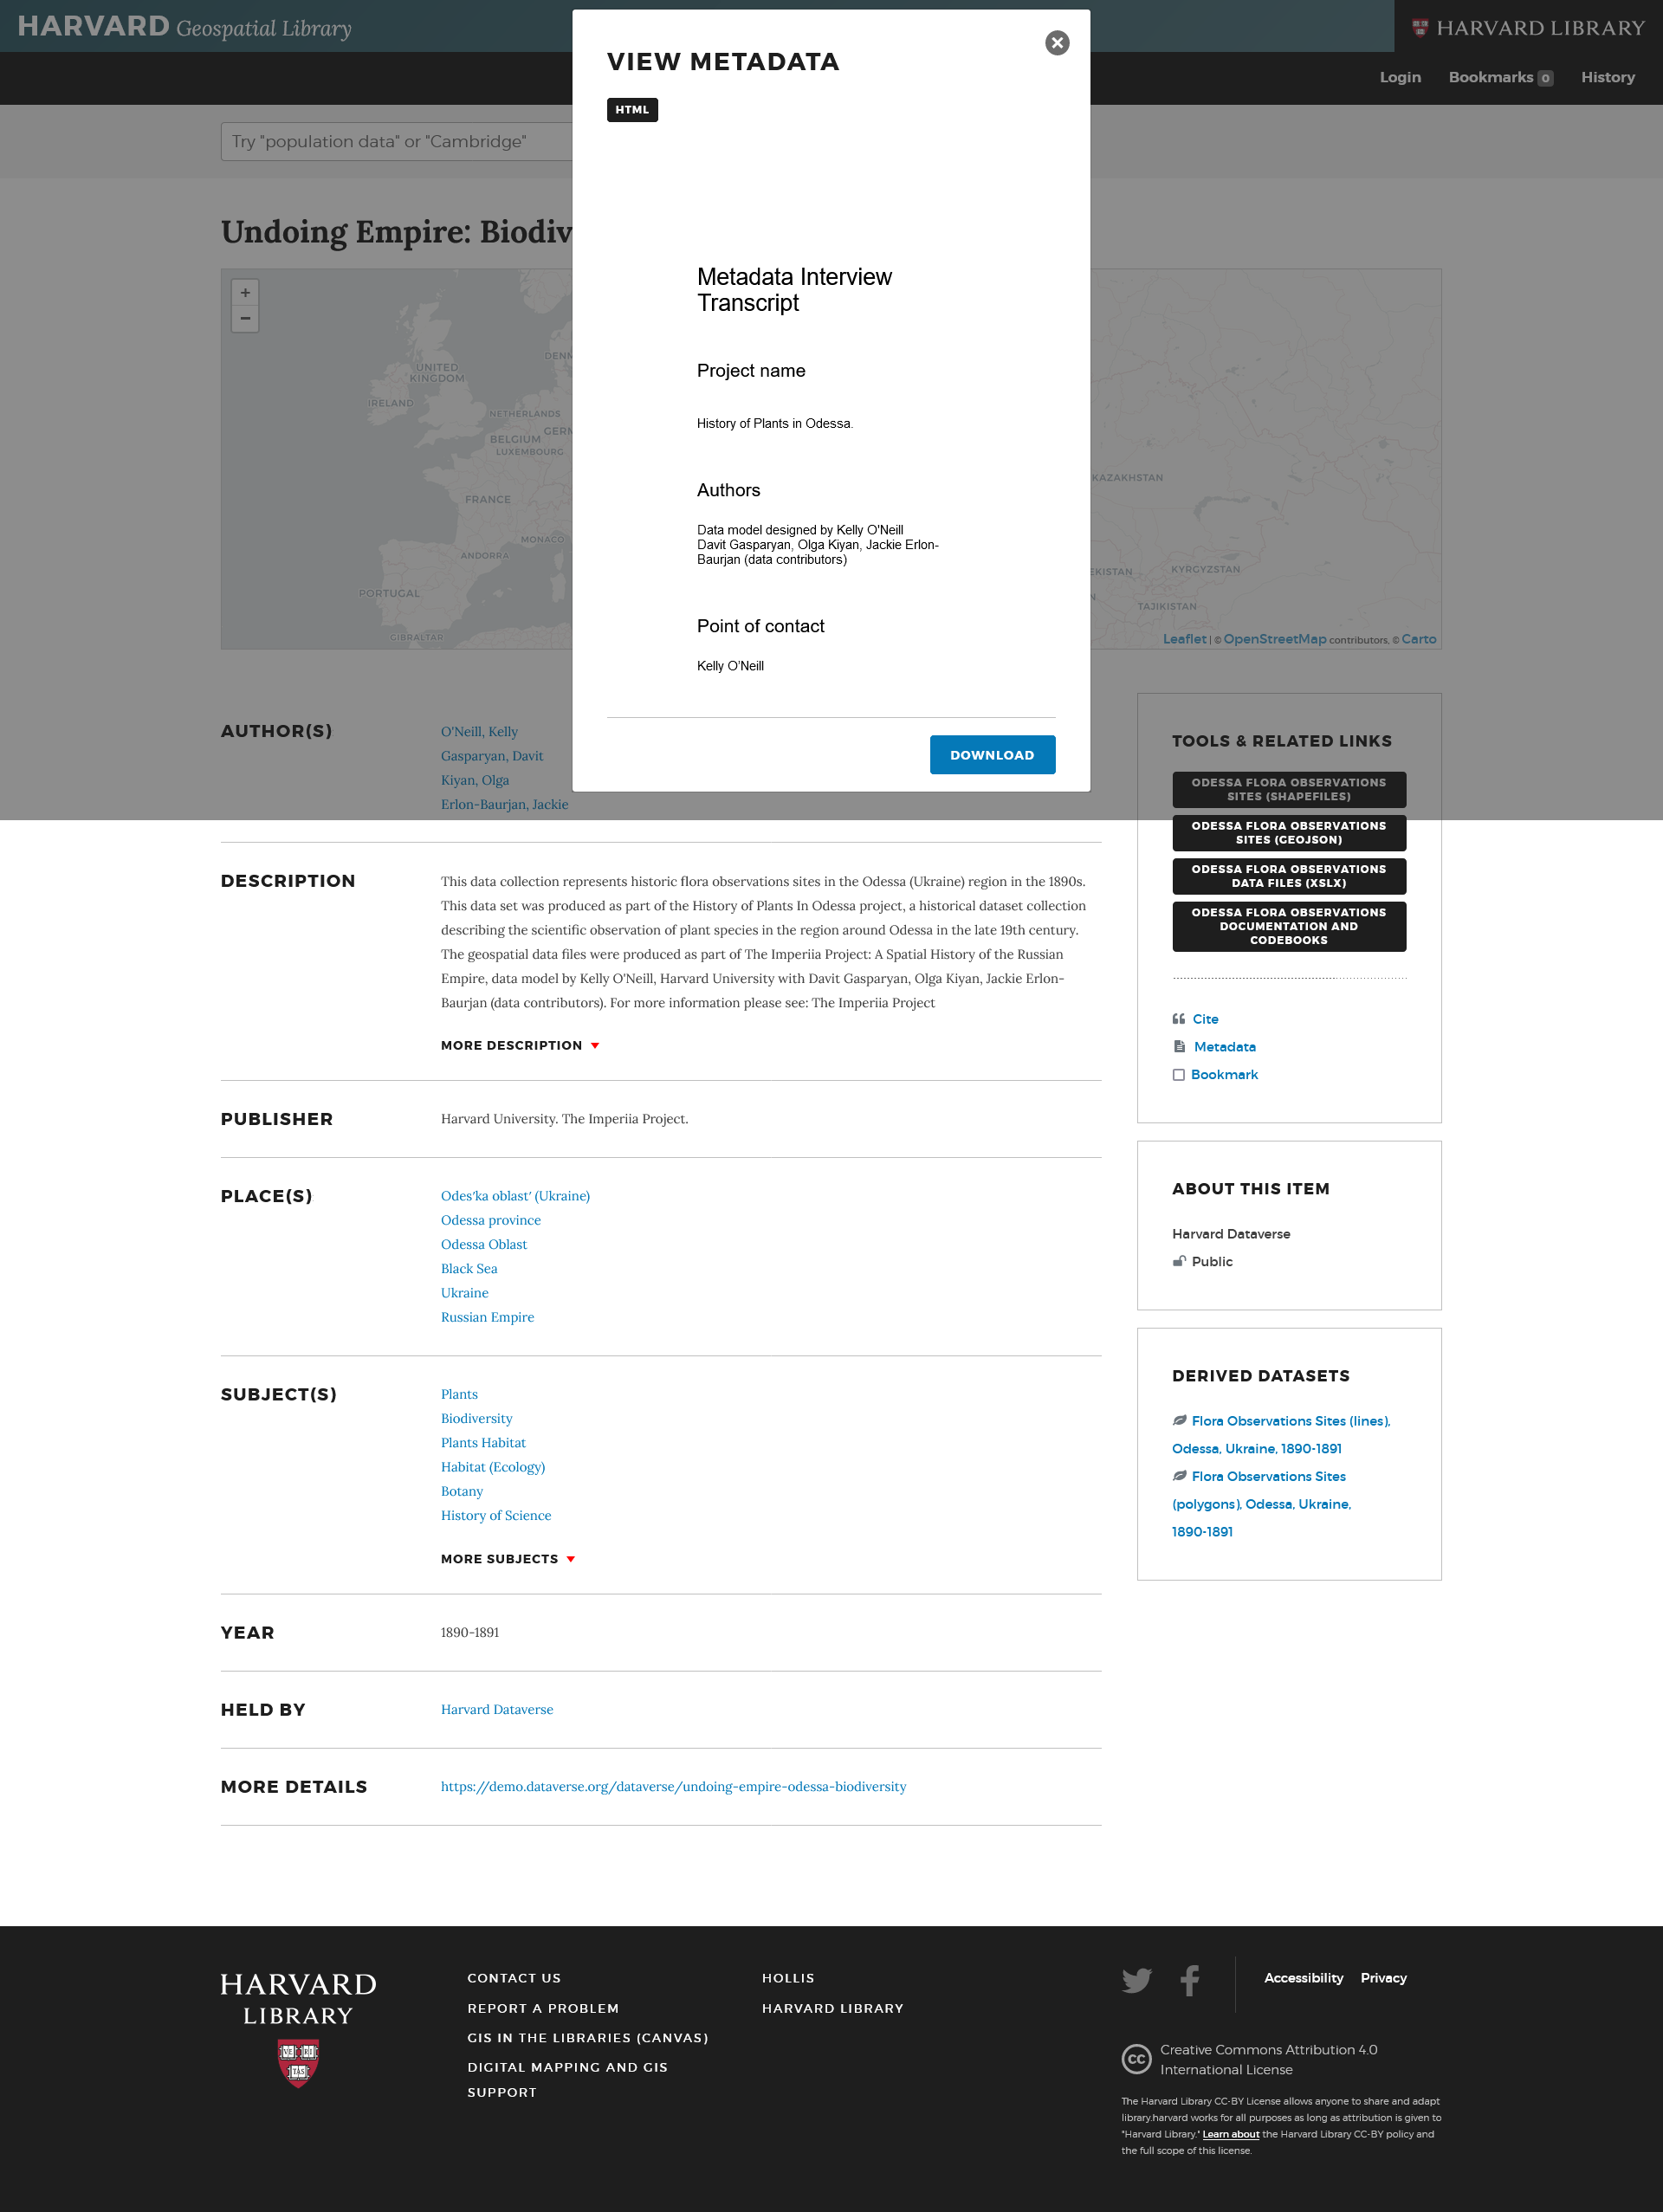 HARVARD Geospatial Library
HARVARD LIBRARY
Login Bookmarks 0 History
Try "population data" or "Cambridge"
VIEW METADATA
HTML
Metadata Interview
Transcript
Project name
History of Plants in Odessa.
Authors
Data model designed by Kelly O'Neill
Davit Gasparyan, Olga Kiyan, Jackie Erlon-
Baurjan (data contributors)
Point of contact
Kelly O'Neill
DOWNLOAD
Undoing Empire: Biodiv
+
−
UNITED
KINGDOM
IRELAND
DENM
NETHERLANDS
GERM
BELGIUM
LUXEMBOURG
FRANCE
MONACO
ANDORRA
PORTUGAL
GIBRALTAR
KAZAKHSTAN
EKISTAN
KYRGYZSTAN
N
TAJIKISTAN
Leaflet | © OpenStreetMap contributors, © Carto
AUTHOR(S)
O'Neill, Kelly
Gasparyan, Davit
Kiyan, Olga
Erlon-Baurjan, Jackie
DESCRIPTION
This data collection represents historic flora observations sites in the Odessa (Ukraine) region in the 1890s.
This data set was produced as part of the History of Plants In Odessa project, a historical dataset collection
describing the scientific observation of plant species in the region around Odessa in the late 19th century.
The geospatial data files were produced as part of The Imperiia Project: A Spatial History of the Russian
Empire, data model by Kelly O'Neill, Harvard University with Davit Gasparyan, Olga Kiyan, Jackie Erlon-
Baurjan (data contributors). For more information please see: The Imperiia Project
MORE DESCRIPTION
PUBLISHER
Harvard University. The Imperiia Project.
PLACE(S)
Odesʹka oblastʹ (Ukraine)
Odessa province
Odessa Oblast
Black Sea
Ukraine
Russian Empire
SUBJECT(S)
Plants
Biodiversity
Plants Habitat
Habitat (Ecology)
Botany
History of Science
MORE SUBJECTS
YEAR
1890-1891
HELD BY
Harvard Dataverse
MORE DETAILS
https://demo.dataverse.org/dataverse/undoing-empire-odessa-biodiversity
TOOLS & RELATED LINKS
ODESSA FLORA OBSERVATIONS
SITES (SHAPEFILES)
ODESSA FLORA OBSERVATIONS
SITES (GEOJSON)
ODESSA FLORA OBSERVATIONS
DATA FILES (XSLX)
ODESSA FLORA OBSERVATIONS
DOCUMENTATION AND
CODEBOOKS
Cite
Metadata
Bookmark
ABOUT THIS ITEM
Harvard Dataverse
Public
DERIVED DATASETS
Flora Observations Sites (lines),
Odessa, Ukraine, 1890-1891
Flora Observations Sites
(polygons), Odessa, Ukraine,
1890-1891
HARVARD
LIBRARY
VE RI
TAS
CONTACT US
REPORT A PROBLEM
GIS IN THE LIBRARIES (CANVAS)
DIGITAL MAPPING AND GIS
SUPPORT
HOLLIS
HARVARD LIBRARY
Accessibility Privacy
cc
Creative Commons Attribution 4.0
International License
The Harvard Library CC-BY License allows anyone to share and adapt
library.harvard works for all purposes as long as attribution is given to
"Harvard Library." Learn about the Harvard Library CC-BY policy and
the full scope of this license.